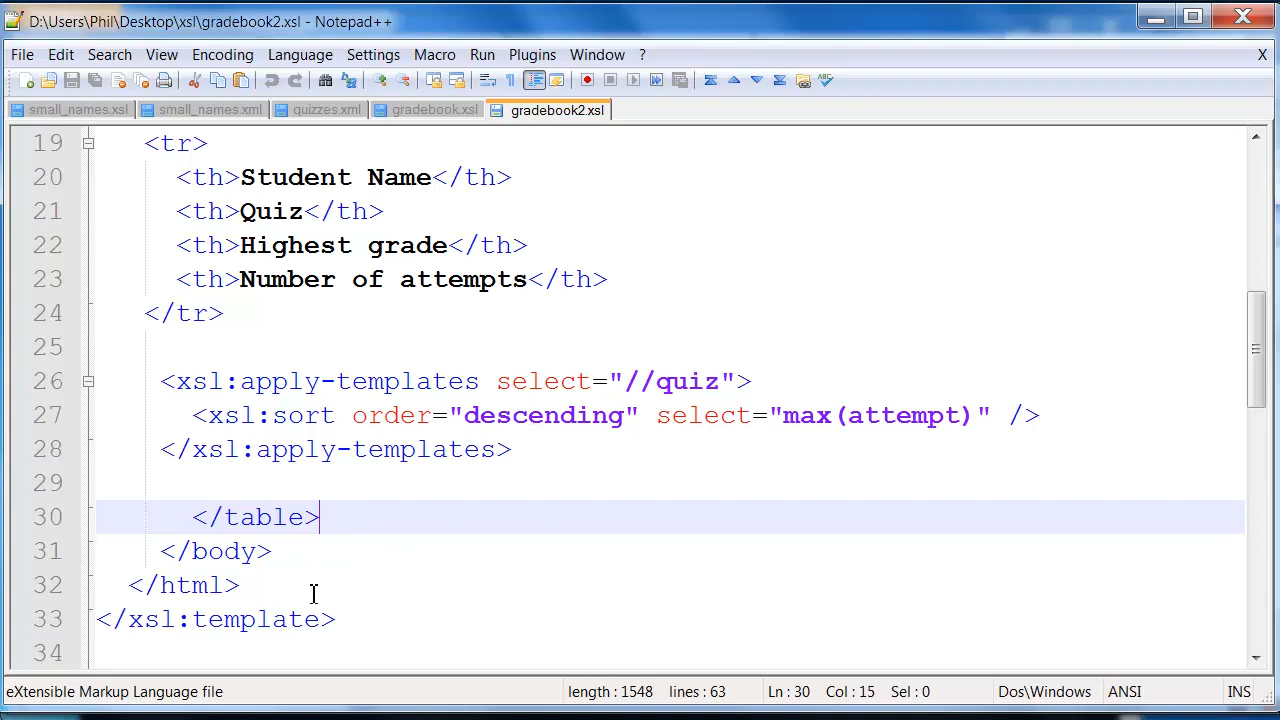 D:\Users\Phil\Desktop\xsl\gradebook2.xsl - Notepad++
File Edit Search View Encoding Language Settings Macro Run Plugins Window ? X
small_names.xsl small_names.xml quizzes.xml gradebook.xsl gradebook2.xsl
19 <tr>
20 <th>Student Name</th>
21 <th>Quiz</th>
22 <th>Highest grade</th>
23 <th>Number of attempts</th>
24 </tr>
25
26 <xsl:apply-templates select="//quiz">
27 <xsl:sort order="descending" select="max(attempt)" />
28 </xsl:apply-templates>
29
30 </table>
31 </body>
32 </html>
33 </xsl:template>
34
eXtensible Markup Language file length : 1548 lines : 63 Ln : 30 Col : 15 Sel : 0 Dos\Windows ANSI INS